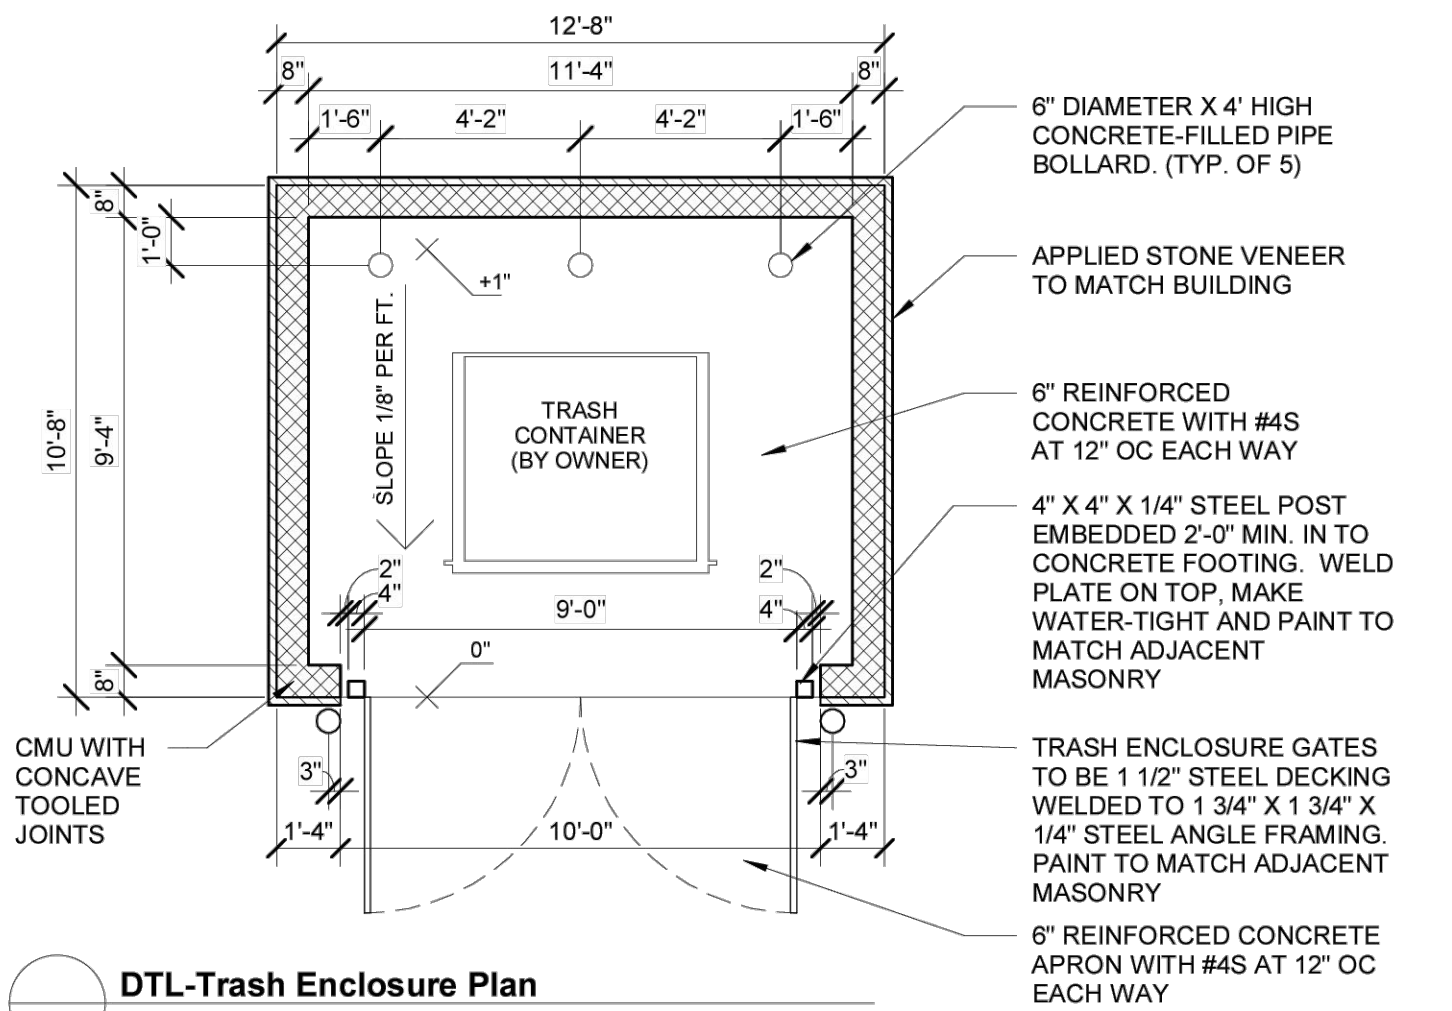 12'-8"
8"
11'-4"
8"
1'-6"
4'-2"
4'-2"
1'-6"
6" DIAMETER X 4' HIGH
CONCRETE-FILLED PIPE
BOLLARD. (TYP. OF 5)
8"
1'-0"
+1"
APPLIED STONE VENEER
TO MATCH BUILDING
SLOPE 1/8" PER FT.
10'-8"
9'-4"
TRASH
CONTAINER
(BY OWNER)
6" REINFORCED
CONCRETE WITH #4S
AT 12" OC EACH WAY
4" X 4" X 1/4" STEEL POST
EMBEDDED 2'-0" MIN. IN TO
CONCRETE FOOTING.  WELD
PLATE ON TOP, MAKE
WATER-TIGHT AND PAINT TO
MATCH ADJACENT
MASONRY
2"
4"
9'-0"
2"
4"
0"
8"
CMU WITH
CONCAVE
TOOLED
JOINTS
3"
3"
1'-4"
10'-0"
1'-4"
TRASH ENCLOSURE GATES
TO BE 1 1/2" STEEL DECKING
WELDED TO 1 3/4" X 1 3/4" X
1/4" STEEL ANGLE FRAMING.
PAINT TO MATCH ADJACENT
MASONRY
6" REINFORCED CONCRETE
APRON WITH #4S AT 12" OC
EACH WAY
DTL-Trash Enclosure Plan